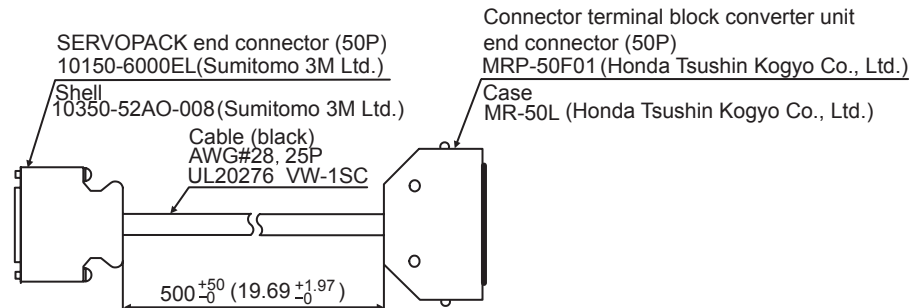 SERVOPACK end connector (50P)
10150-6000EL(Sumitomo 3M Ltd.)
Shell
10350-52AO-008(Sumitomo 3M Ltd.)
Cable (black)
AWG#28, 25P
UL20276 VW-1SC
Connector terminal block converter unit
end connector (50P)
MRP-50F01 (Honda Tsushin Kogyo Co., Ltd.)
Case
MR-50L (Honda Tsushin Kogyo Co., Ltd.)
500 +50 -0 (19.69 +1.97 -0 )